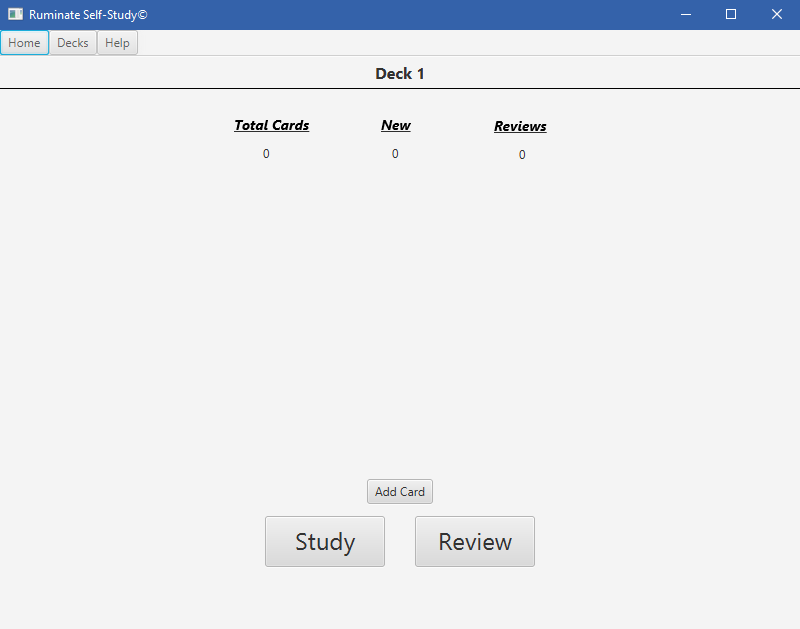 Ruminate Self-Study©
Home Decks Help
Deck 1
Total Cards New Reviews
0 0 0
Add Card
Study Review